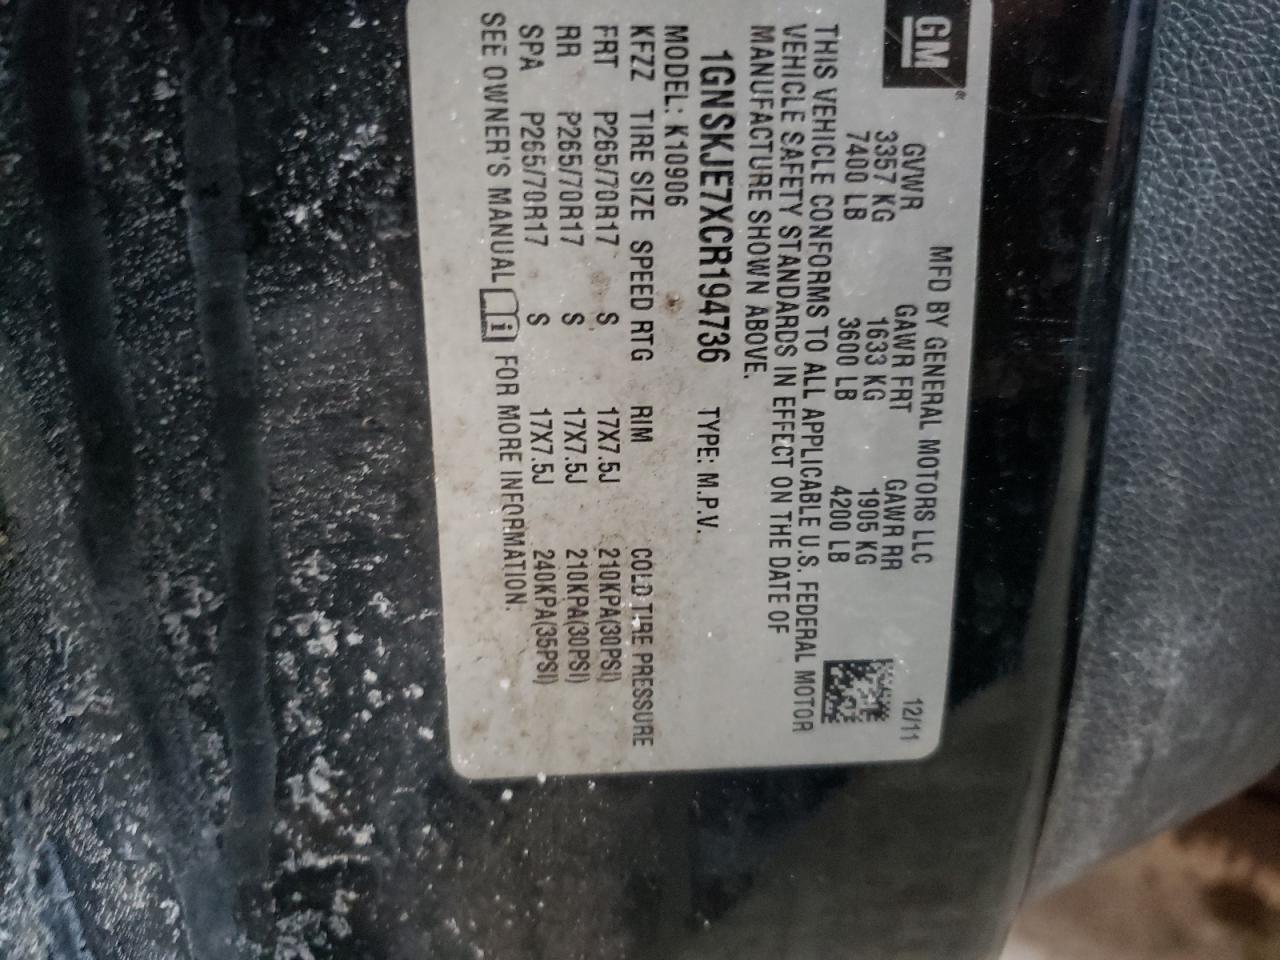 GM
MFD BY GENERAL MOTORS LLC 12/11
GVWR GAWR FRT GAWR RR
3357 KG 1633 KG 1905 KG
7400 LB 3600 LB 4200 LB
THIS VEHICLE CONFORMS TO ALL APPLICABLE U.S. FEDERAL MOTOR
VEHICLE SAFETY STANDARDS IN EFFECT ON THE DATE OF
MANUFACTURE SHOWN ABOVE.
1GNSKJE7XCR194736 TYPE: M.P.V.
MODEL: K10906
KFZZ TIRE SIZE SPEED RTG RIM COLD TIRE PRESSURE
FRT P265/70R17 S 17X7.5J 210KPA(30PSI)
RR P265/70R17 S 17X7.5J 210KPA(30PSI)
SPA P265/70R17 S 17X7.5J 240KPA(35PSI)
SEE OWNER'S MANUAL i FOR MORE INFORMATION.